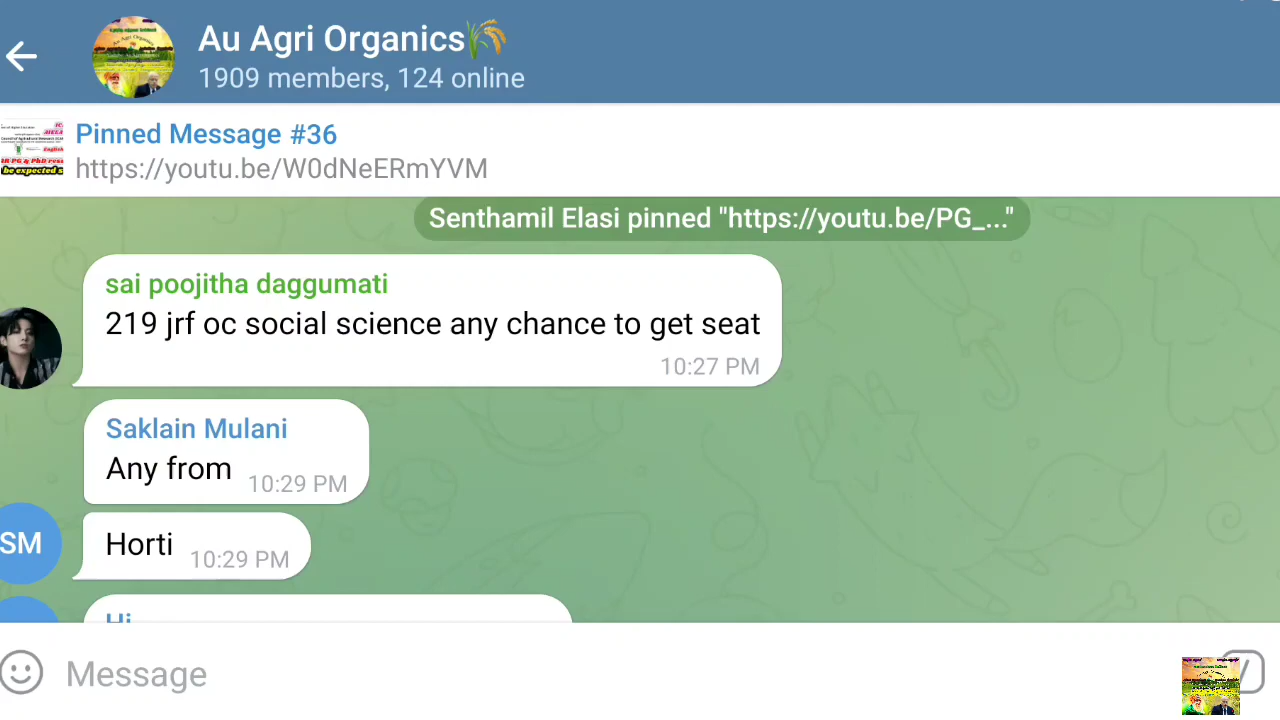 Au Agri Organics🌾
1909 members, 124 online
Pinned Message #36
https://youtu.be/W0dNeERmYVM
Senthamil Elasi pinned "https://youtu.be/PG_..."
sai poojitha daggumati
219 jrf oc social science any chance to get seat
10:27 PM
Saklain Mulani
Any from 10:29 PM
SM
Horti 10:29 PM
Hi
Message